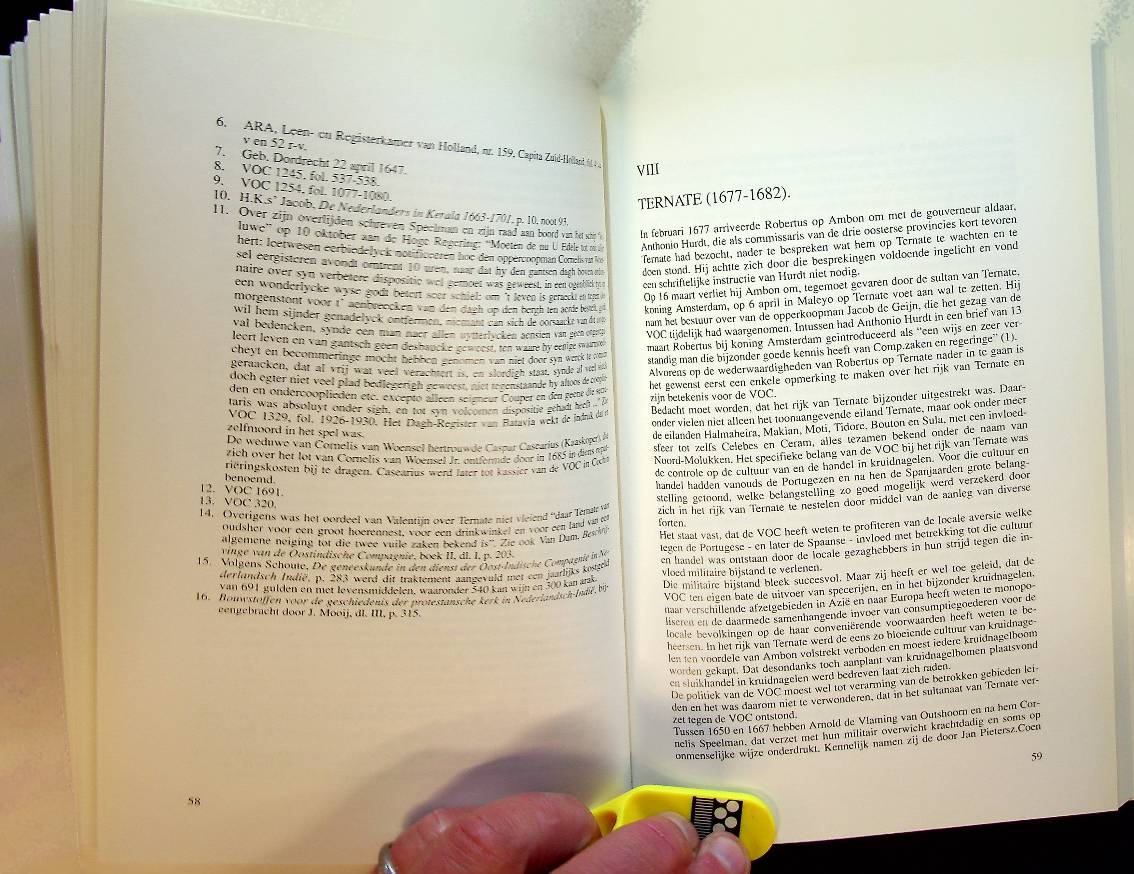 6. ARA, Leen- en Registerkamer van Holland, nr. 159, Capita Zuid-Holland, fol.
v en 52 r-v.
7. Geb. Dordrecht 22 april 1647.
8. VOC 1245, fol. 537-538.
9. VOC 1254, fol. 1077-1080.
10. H.K.s' Jacob, De Nederlanders in Kerala 1663-1701, p. 10, noot 93.
11. Over zijn overlijden schreven Speelman en zijn raad aan boord van het schip
luwe" op 10 oktober aan de Hoge Regering: "Moeten de nu U Edele tot ons
hert: leetwesen eerbiedelyck notificeren hoe den oppercoopman Cornelis van
sel eergisteren avondt omtrent 10 uren, naar dat hy den gantsen dagh boven
naire over syn verbetere dispositie wel gemoet was geweest, in een ogenblick
een wonderlycke wyse godt betert seer schiel: om 't leven is geraeckt en tegen
morgenstont voor t' aenbreecken van den dagh op den bergh ten aerde bestelt,
wil hem sijnder genadelyck ontfermen, niemant can sich de oorsaecke van dit
val bedencken, synde een man naer allen uytterlycken aensien van geen
leert leven en van gantsch geen desbauche geweest, ten waare hy eenige
cheyt en becommeringe mocht hebben genomen van niet door syn werck te connen
geraacken, dat al vrij wat veel verachtert is, en slordigh staat, synde al veel
doch egter niet veel plad bedlegerigh geweest, niet tegenstaande hy altoos de
den en ondercooplieden etc. excepto alleen seigneur Couper en den geene die
taris was absoluyt onder sigh, en tot syn volcomen dispositie gehadt heeft ..."
VOC 1329, fol. 1926-1930. Het Dagh-Register van Batavia wekt de indruk dat er
zelfmoord in het spel was.
De weduwe van Cornelis van Woensel hertrouwde Caspar Cascarius (Kaaskoper), die
zich over het lot van Cornelis van Woensel Jr. ontfermde door in 1685 in diens
riëringskosten bij te dragen. Casearius werd later tot kassier van de VOC in Cochin
benoemd.
12. VOC 1691.
13. VOC 320.
14. Overigens was het oordeel van Valentijn over Ternate niet vleiend "daar Ternate van
oudsher voor een groot hoerennest, voor een drinkwinkel en voor een land van een
algemene neiging tot die twee vuile zaken bekend is". Zie ook Van Dam, Beschrij-
vinge van de Oostindische Compagnie, boek II, dl. I, p. 203.
15. Volgens Schoute, De geneeskunde in den dienst der Oost-Indische Compagnie in Ne-
derlandsch Indië, p. 283 werd dit traktement aangevuld met een jaarlijks kostgeld
van 691 gulden en met levensmiddelen, waaronder 540 kan wijn en 300 kan arak.
16. Bouwstoffen voor de geschiedenis der protestansche kerk in Nederlandsch-Indië, bij-
eengebracht door J. Mooij, dl. III, p. 315.
58
VIII
TERNATE (1677-1682).
In februari 1677 arriveerde Robertus op Ambon om met de gouverneur aldaar,
Anthonio Hurdt, die als commissaris van de drie oosterse provincies kort tevoren
Ternate had bezocht, nader te bespreken wat hem op Ternate te wachten en te
doen stond. Hij achtte zich door die besprekingen voldoende ingelicht en vond
een schriftelijke instructie van Hurdt niet nodig.
Op 16 maart verliet hij Ambon, tegemoet gevaren door de sultan van Ternate,
koning Amsterdam, op 6 april in Maleyo op Ternate voet aan wal te zetten. Hij
nam het bestuur over van de opperkoopman Jacob de Geijn, die het gezag van de
VOC tijdelijk had waargenomen. Intussen had Anthonio Hurdt in een brief van 13
maart Robertus bij koning Amsterdam geïntroduceerd als "een wijs en zeer ver-
standig man die bijzonder goede kennis heeft van Comp.zaken en regeringe" (1).
Alvorens op de wederwaardigheden van Robertus op Ternate nader in te gaan is
het gewenst eerst een enkele opmerking te maken over het rijk van Ternate en
zijn betekenis voor de VOC.
Bedacht moet worden, dat het rijk van Ternate bijzonder uitgestrekt was. Daar-
onder vielen niet alleen het toonaangevende eiland Ternate, maar ook onder meer
de eilanden Halmaheira, Makian, Moti, Tidore, Bouton en Sula, met een invloed-
sfeer tot zelfs Celebes en Ceram, alles tezamen bekend onder de naam van
Noord-Molukken. Het specifieke belang van de VOC bij het rijk van Ternate was
de controle op de cultuur van en de handel in kruidnagelen. Voor die cultuur en
handel hadden vanouds de Portugezen en na hen de Spanjaarden grote belang-
stelling getoond, welke belangstelling zo goed mogelijk werd verzekerd door
zich in het rijk van Ternate te nestelen door middel van de aanleg van diverse
forten.
Het staat vast, dat de VOC heeft weten te profiteren van de locale aversie welke
tegen de Portugese - en later de Spaanse - invloed met betrekking tot die cultuur
en handel was ontstaan door de locale gezaghebbers in hun strijd tegen die in-
vloed militaire bijstand te verlenen.
Die militaire bijstand bleek succesvol. Maar zij heeft er wel toe geleid, dat de
VOC ten eigen bate de uitvoer van specerijen, en in het bijzonder kruidnagelen,
naar verschillende afzetgebieden in Azië en naar Europa heeft weten te monopo-
liseren en de daarmede samenhangende invoer van consumptiegoederen voor de
locale bevolkingen op de haar conveniërende voorwaarden heeft weten te be-
heersen. In het rijk van Ternate werd de eens zo bloeiende cultuur van kruidnage-
len ten voordele van Ambon volstrekt verboden en moest iedere kruidnagelboom
worden gekapt. Dat desondanks toch aanplant van kruidnagelbomen plaatsvond
en sluikhandel in kruidnagelen werd bedreven laat zich raden.
De politiek van de VOC moest wel tot verarming van de betrokken gebieden lei-
den en het was daarom niet te verwonderen, dat in het sultanaat van Ternate ver-
zet tegen de VOC ontstond.
Tussen 1650 en 1667 hebben Arnold de Vlaming van Outshoorn en na hem Cor-
nelis Speelman, dat verzet met hun militair overwicht krachtdadig en soms op
onmenselijke wijze onderdrukt. Kennelijk namen zij de door Jan Pietersz.Coen
59